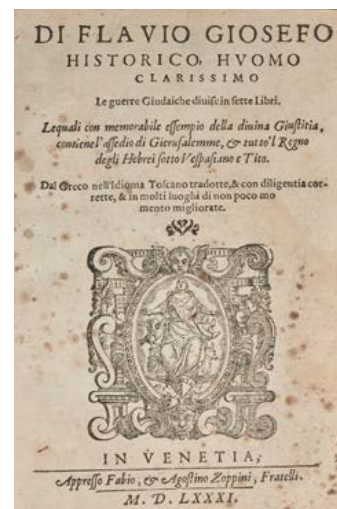 DI FLAVIO GIOSEFO
HISTORICO, HVOMO
CLARISSIMO
Le guerre Giudaiche diuise in sette Libri.
Lequali con memorabile essempio della diuina Giustitia,
contiene l'assedio di Gierusalemme, & tutto'l Regno
degli Hebrei sotto Vespasiano e Tito.
Dal Greco nell'Idioma Toscano tradotte, & con diligentia cor-
rette, & in molti luoghi di non poco mo
mento migliorate.
IN VENETIA,
Appresso Fabio, & Agostino Zoppini, Fratelli.
M. D. LXXXI.